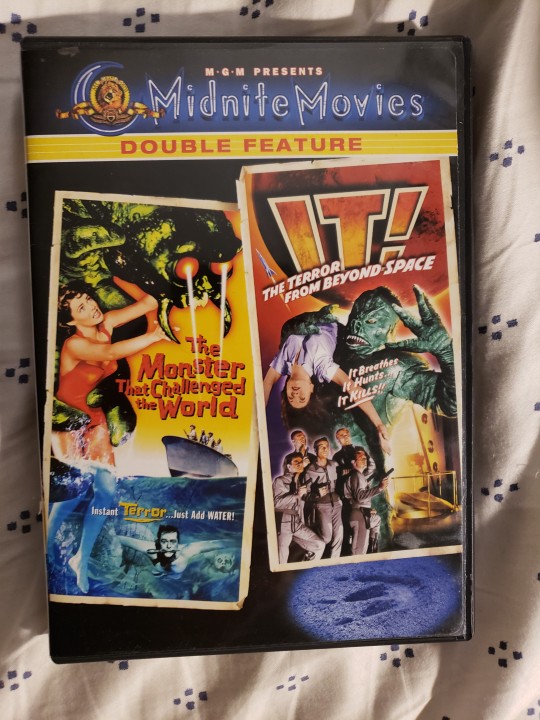 M·G·M PRESENTS
Midnite Movies
DOUBLE FEATURE
The
Monster
That Challenged
the World
Instant Terror...Just Add WATER!
IT!
THE TERROR
FROM BEYOND SPACE
It Breathes
It Hunts...
It KILLS!!